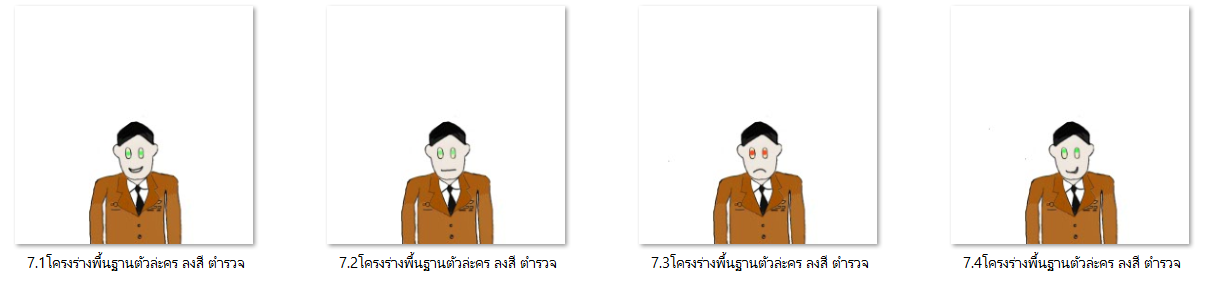 7.1โครงร่างพื้นฐานตัวล่ะคร ลงสี ตำรวจ
7.2โครงร่างพื้นฐานตัวล่ะคร ลงสี ตำรวจ
7.3โครงร่างพื้นฐานตัวล่ะคร ลงสี ตำรวจ
7.4โครงร่างพื้นฐานตัวล่ะคร ลงสี ตำรวจ